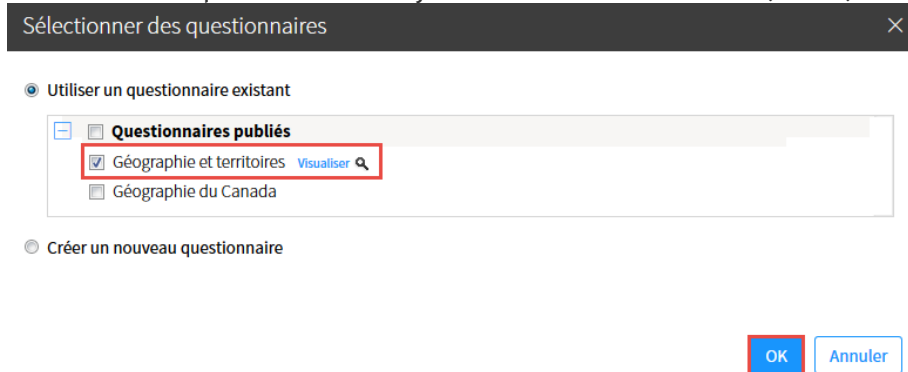 Sélectionner des questionnaires
Utiliser un questionnaire existant
Questionnaires publiés
Géographie et territoires Visualiser
Géographie du Canada
Créer un nouveau questionnaire
OK Annuler